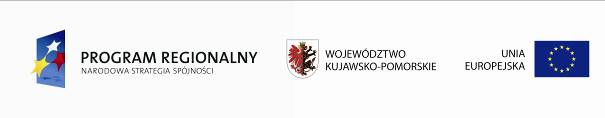 PROGRAM REGIONALNY
NARODOWA STRATEGIA SPÓJNOŚCI
WOJEWÓDZTWO
KUJAWSKO-POMORSKIE
UNIA
EUROPEJSKA